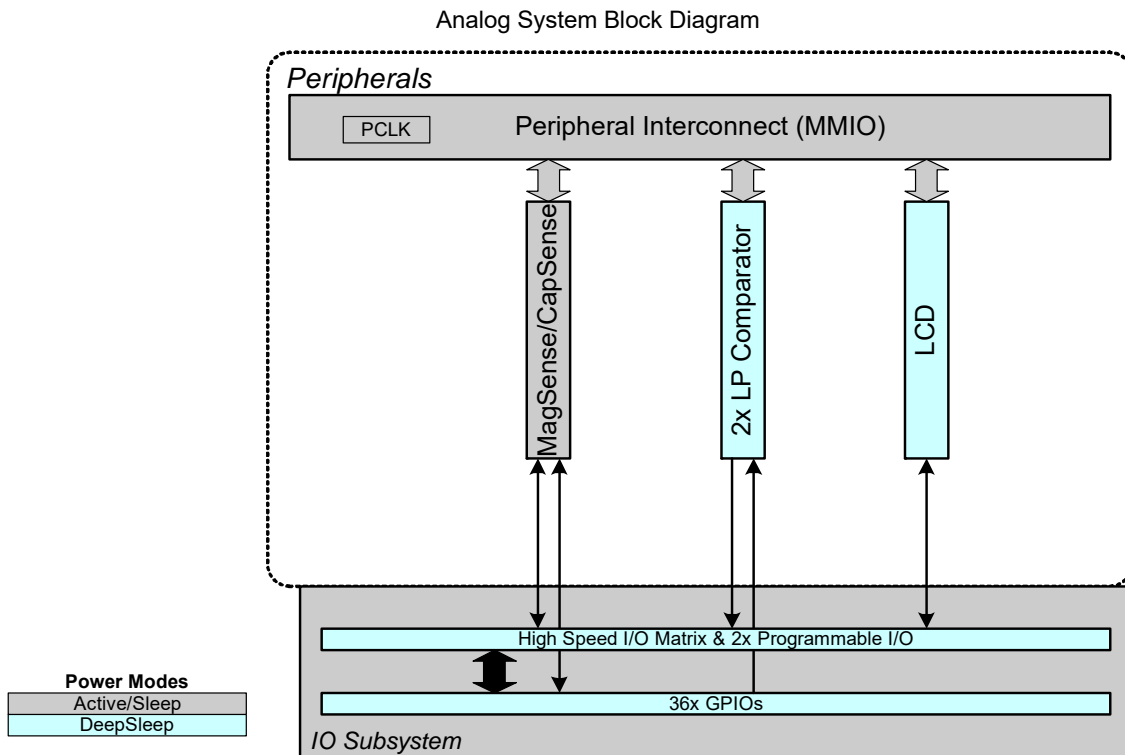 Analog System Block Diagram
Peripherals
PCLK
Peripheral Interconnect (MMIO)
MagSense/CapSense
2x LP Comparator
LCD
High Speed I/O Matrix & 2x Programmable I/O
36x GPIOs
IO Subsystem
Power Modes
Active/Sleep
DeepSleep